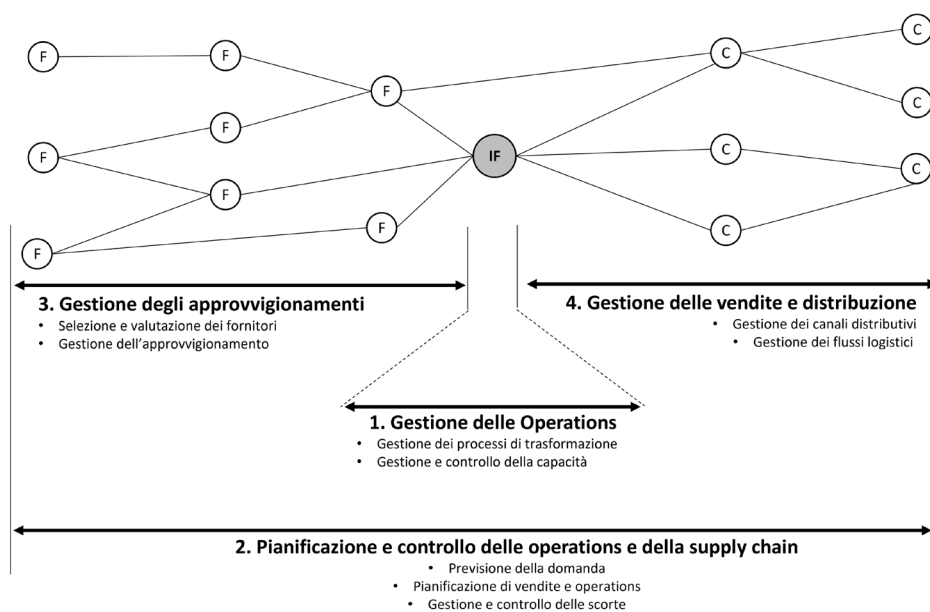 C
F
F
C
F
C
F
C
F
IF
C
F
C
F
C
F
3. Gestione degli approvvigionamenti
• Selezione e valutazione dei fornitori
• Gestione dell'approvvigionamento
4. Gestione delle vendite e distribuzione
• Gestione dei canali distributivi
• Gestione dei flussi logistici
1. Gestione delle Operations
• Gestione dei processi di trasformazione
• Gestione e controllo della capacità
2. Pianificazione e controllo delle operations e della supply chain
• Previsione della domanda
• Pianificazione di vendite e operations
• Gestione e controllo delle scorte